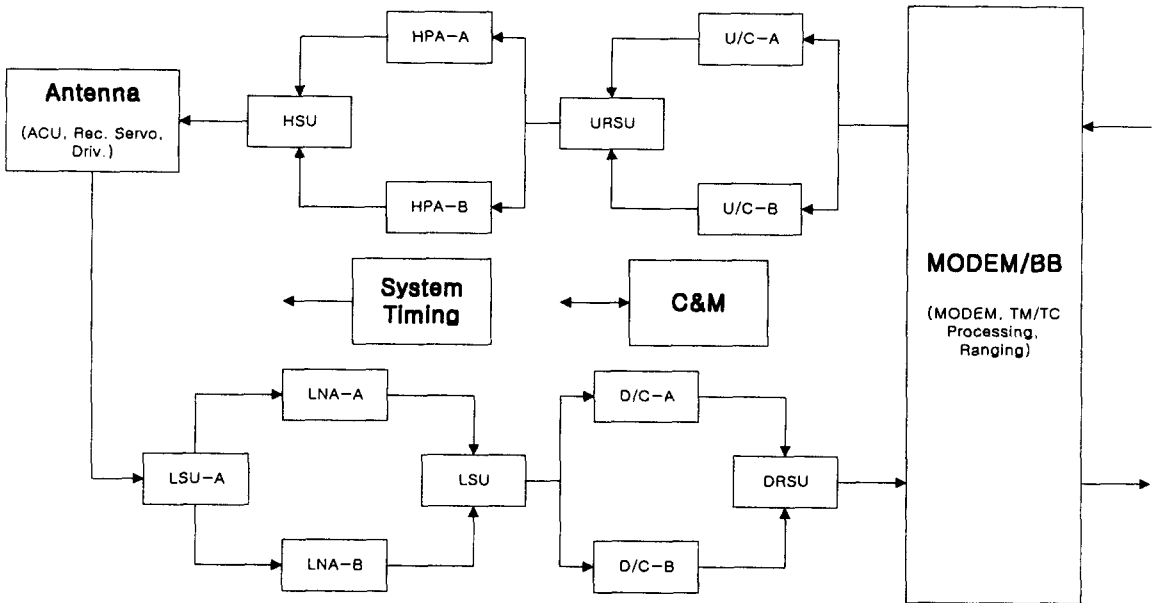 HPA-A
U/C-A
Antenna
(ACU, Rec. Servo,
Driv.)
HSU
URSU
HPA-B
U/C-B
System
Timing
C&M
MODEM/BB
(MODEM, TM/TC
Processing,
Ranging)
LNA-A
D/C-A
LSU-A
LSU
DRSU
LNA-B
D/C-B